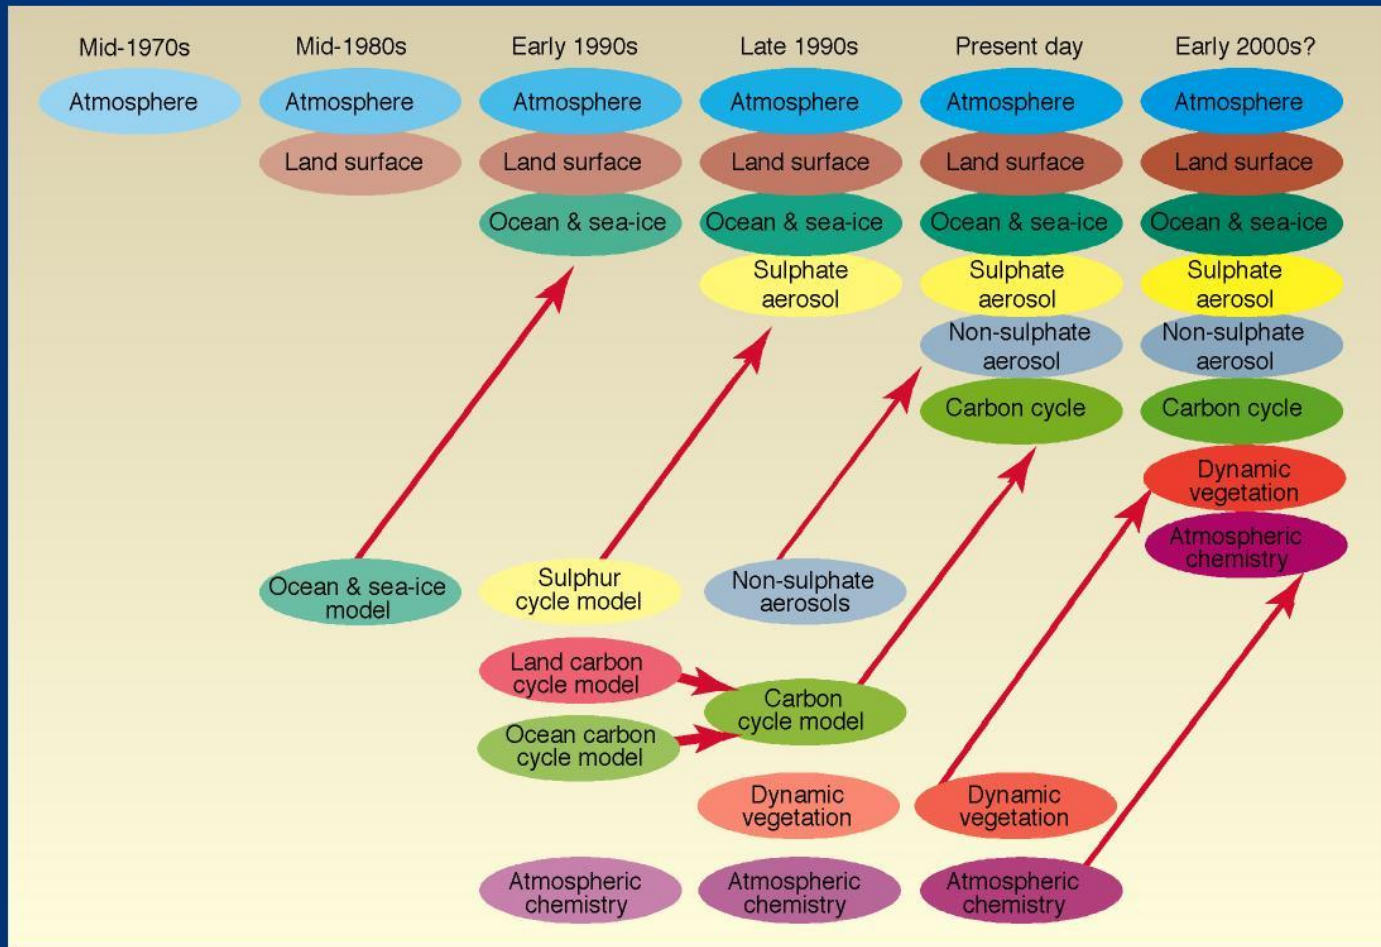 Mid-1970s
Mid-1980s
Early 1990s
Late 1990s
Present day
Early 2000s?
Atmosphere
Atmosphere
Atmosphere
Atmosphere
Atmosphere
Atmosphere
Land surface
Land surface
Land surface
Land surface
Land surface
Ocean & sea-ice
Ocean & sea-ice
Ocean & sea-ice
Ocean & sea-ice
Sulphate
aerosol
Sulphate
aerosol
Sulphate
aerosol
Non-sulphate
aerosol
Non-sulphate
aerosol
Carbon cycle
Carbon cycle
Dynamic
vegetation
Atmospheric
chemistry
Ocean & sea-ice
model
Sulphur
cycle model
Non-sulphate
aerosols
Land carbon
cycle model
Carbon
cycle model
Ocean carbon
cycle model
Dynamic
vegetation
Dynamic
vegetation
Atmospheric
chemistry
Atmospheric
chemistry
Atmospheric
chemistry